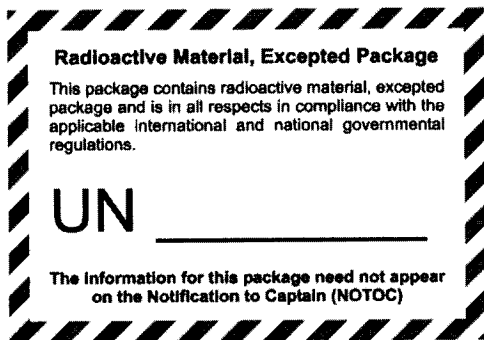 Radioactive Material, Excepted Package
This package contains radioactive material, excepted
package and is in all respects in compliance with the
applicable international and national governmental
regulations.
UN
The information for this package need not appear
on the Notification to Captain (NOTOC)